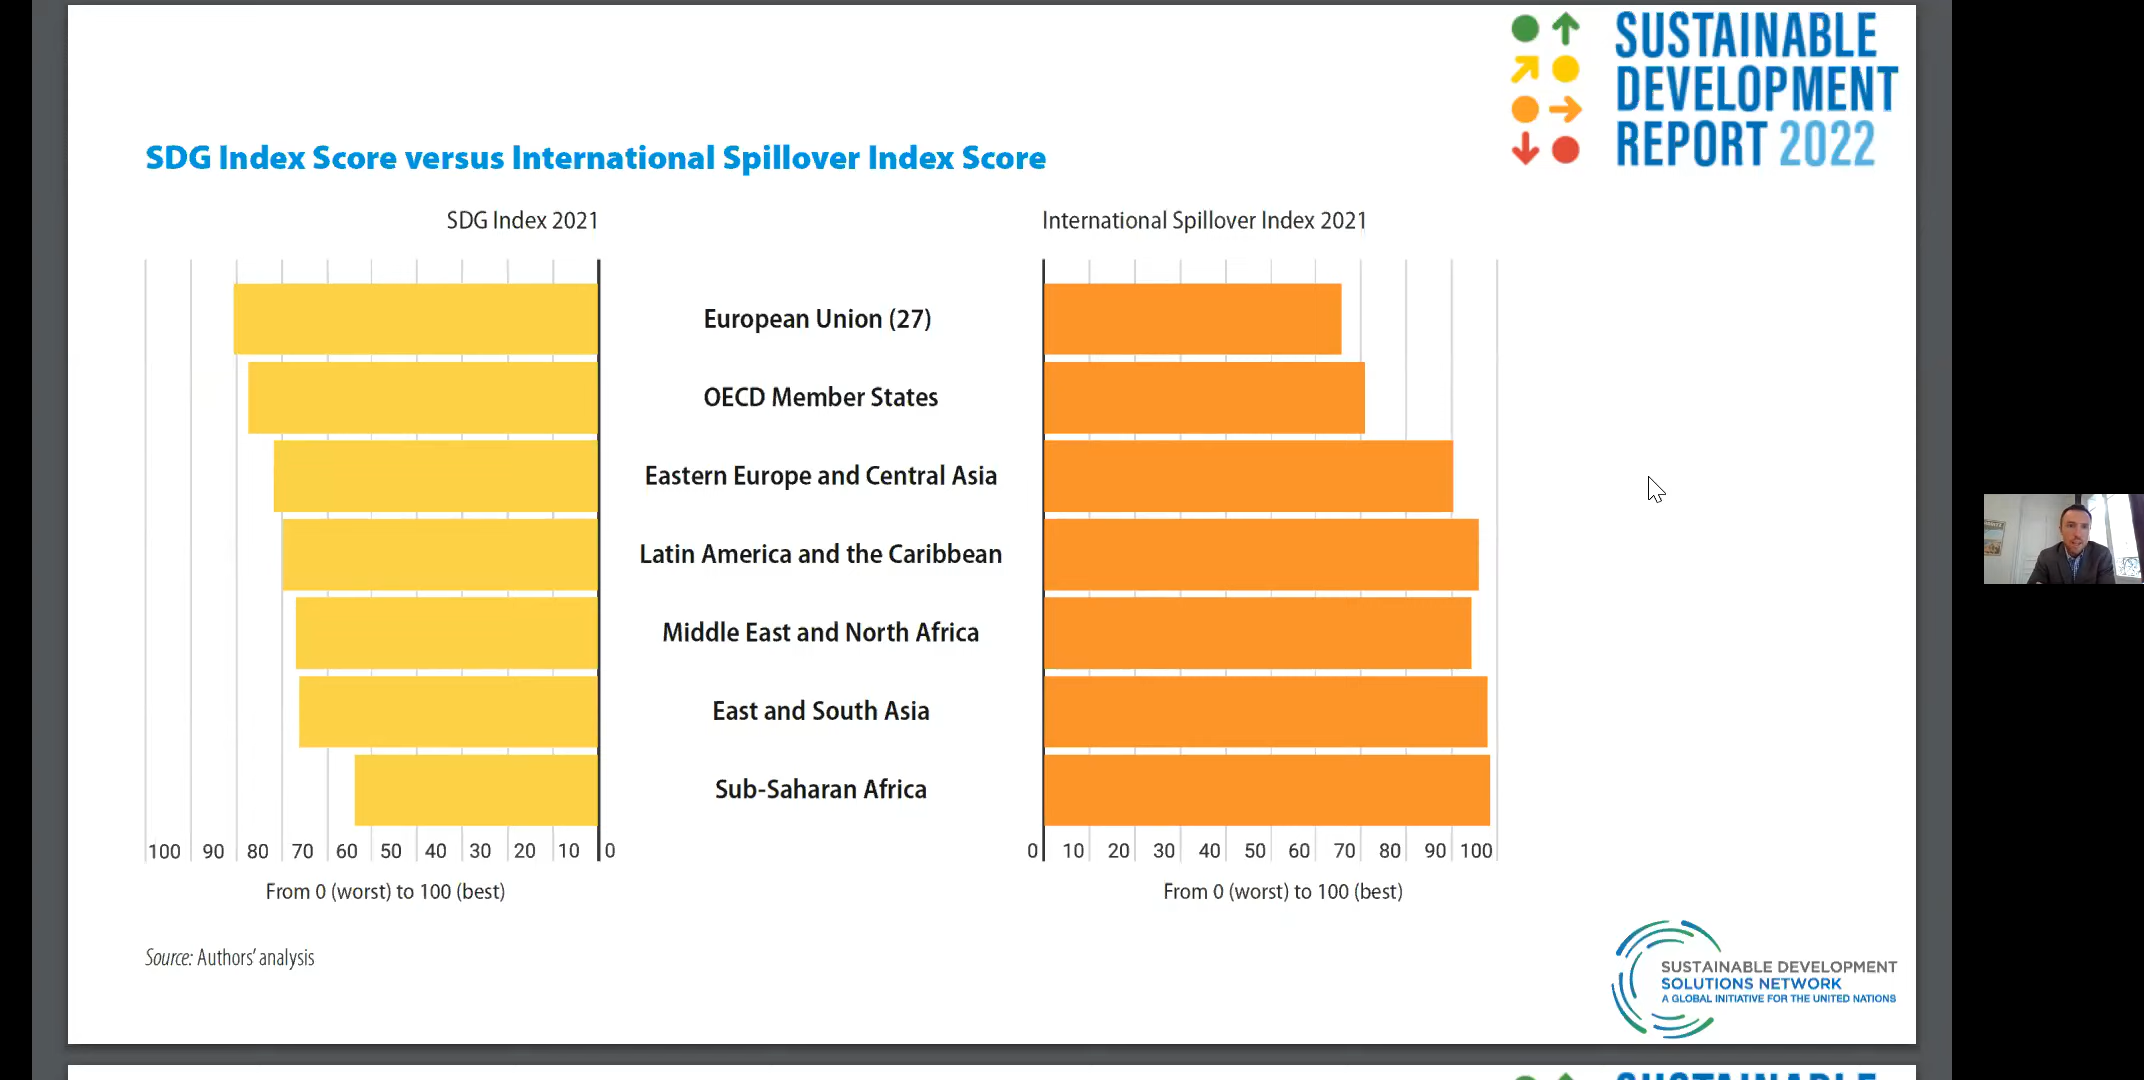 SUSTAINABLE
DEVELOPMENT
REPORT 2022
SDG Index Score versus International Spillover Index Score
SDG Index 2021
International Spillover Index 2021
European Union (27)
OECD Member States
Eastern Europe and Central Asia
Latin America and the Caribbean
Middle East and North Africa
East and South Asia
Sub-Saharan Africa
100 90 80 70 60 50 40 30 20 10 0
0 10 20 30 40 50 60 70 80 90 100
From 0 (worst) to 100 (best)
From 0 (worst) to 100 (best)
Source: Authors' analysis
SUSTAINABLE DEVELOPMENT
SOLUTIONS NETWORK
A GLOBAL INITIATIVE FOR THE UNITED NATIONS
SUSTAINABLE